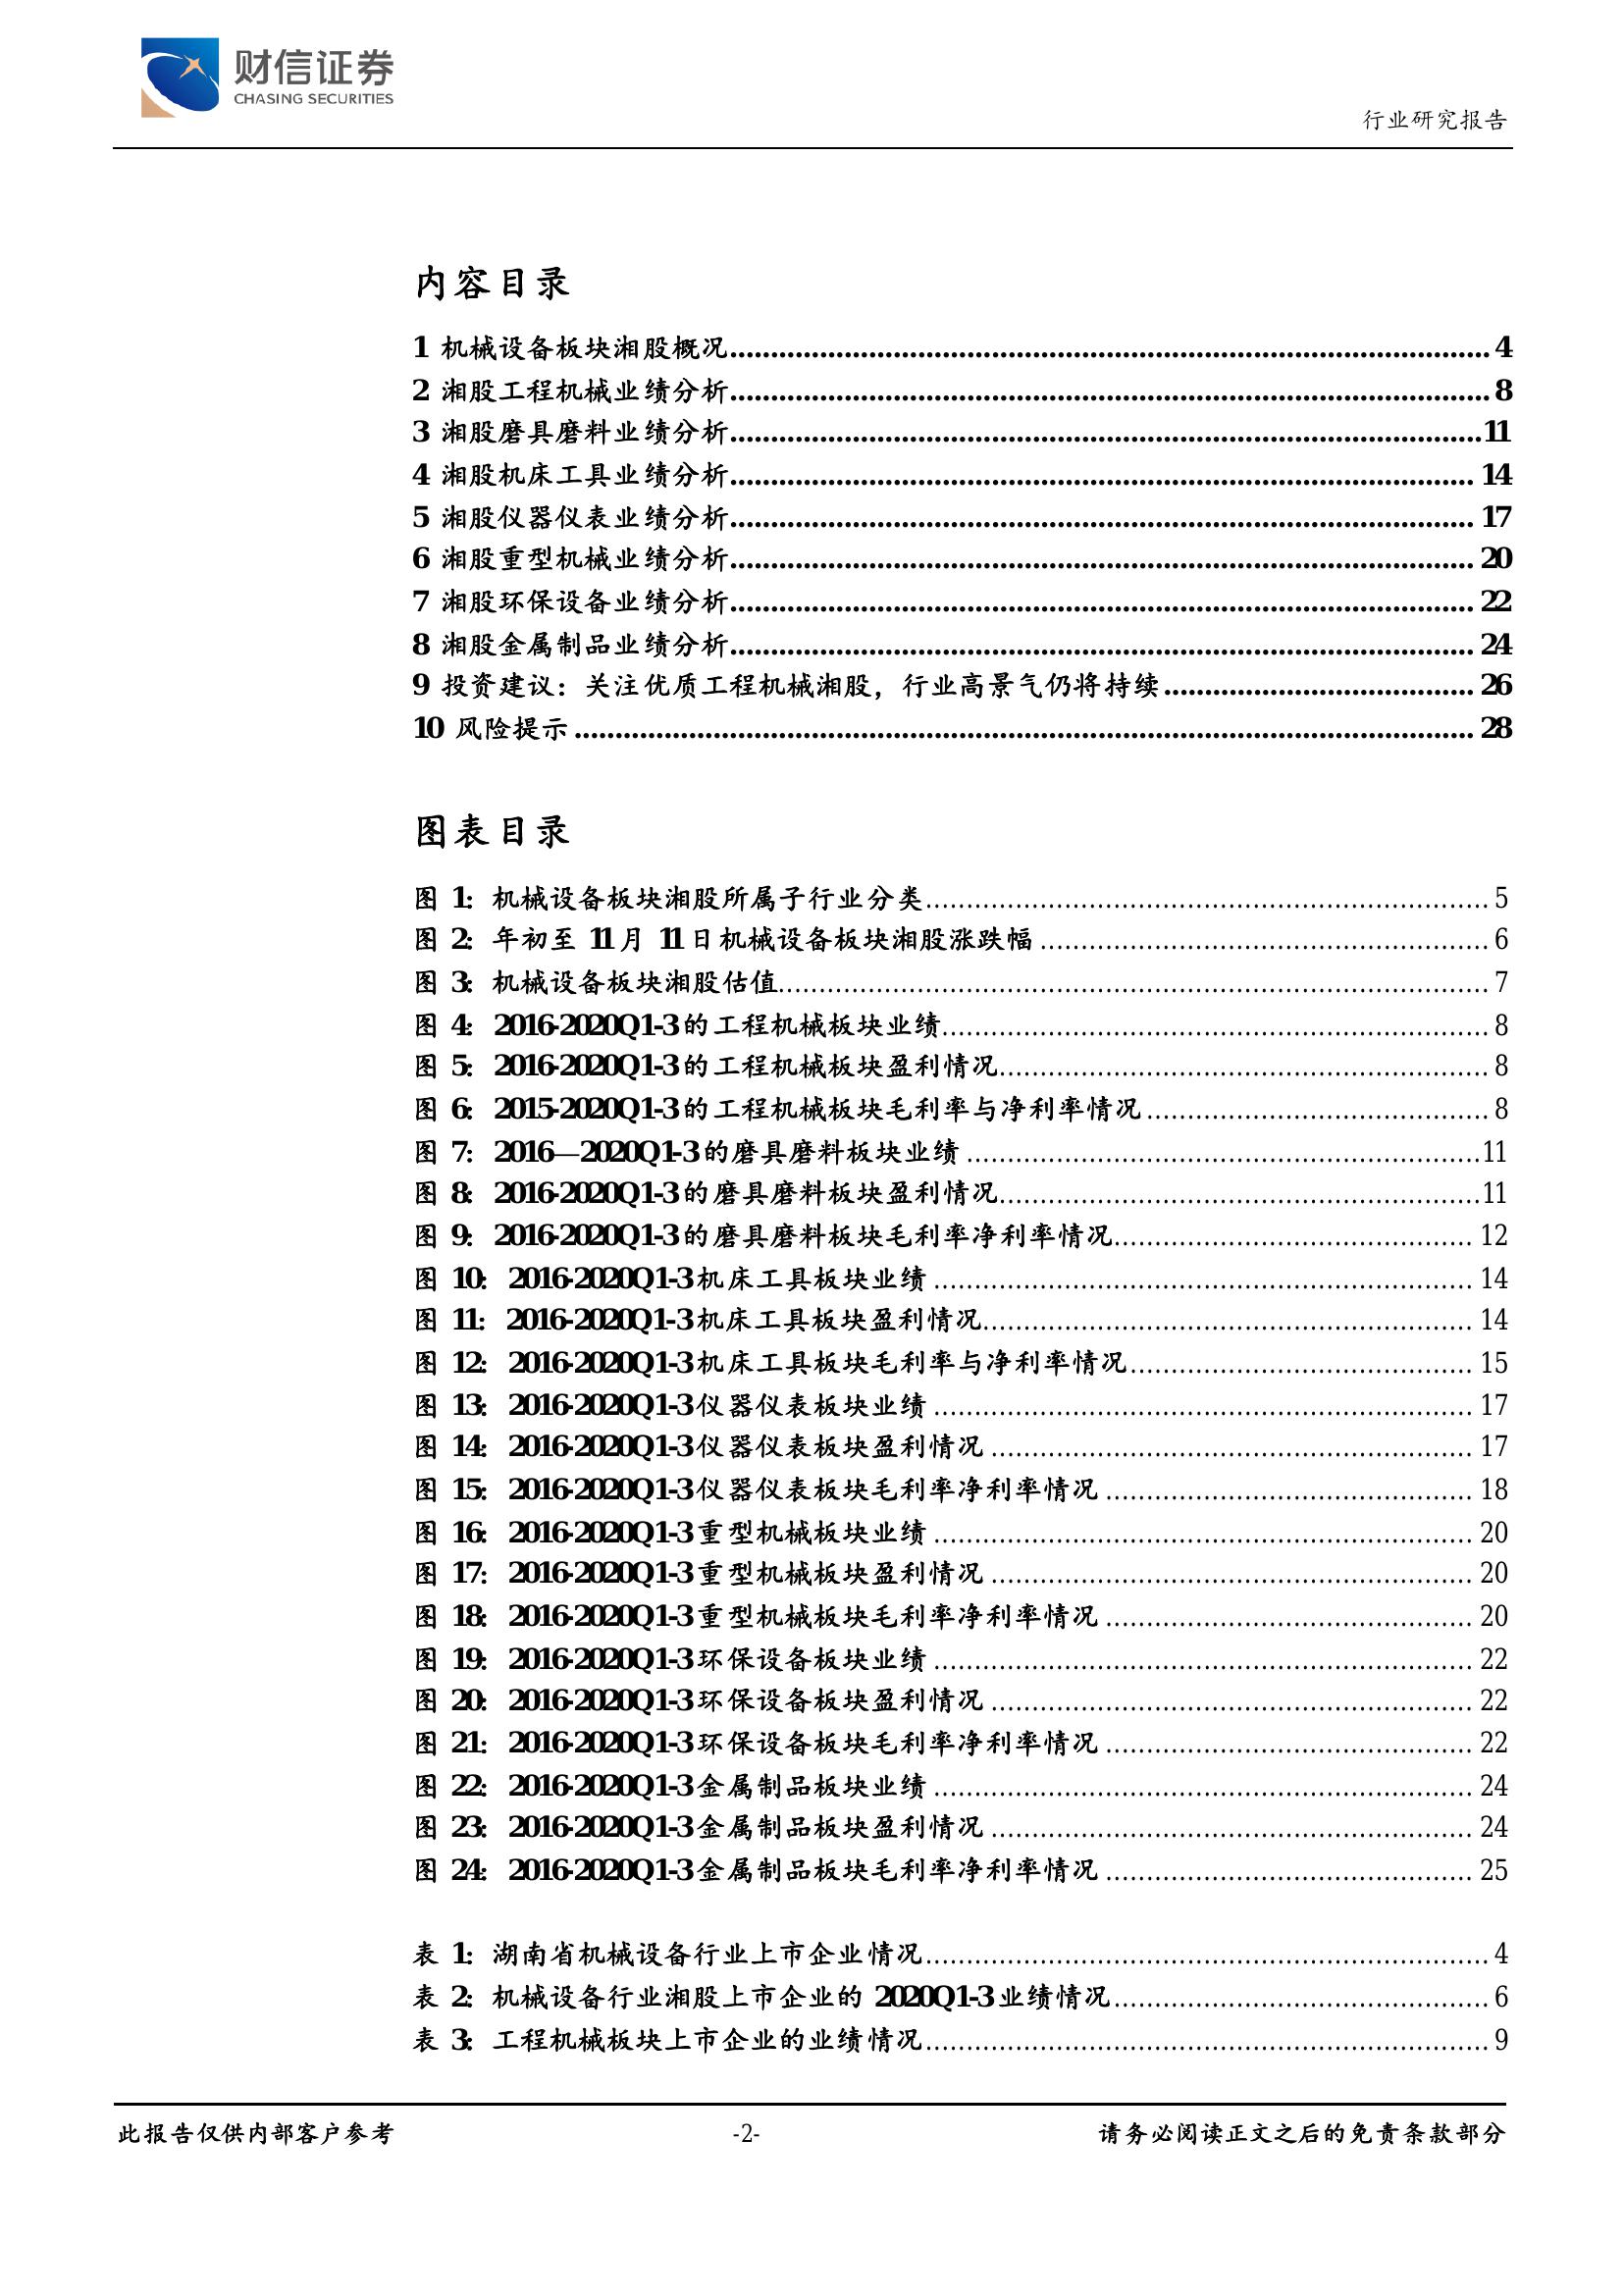 财信证券
CHASING SECURITIES
行业研究报告
内容目录
1 机械设备板块湘股概况 4
2 湘股工程机械业绩分析 8
3 湘股磨具磨料业绩分析 11
4 湘股机床工具业绩分析 14
5 湘股仪器仪表业绩分析 17
6 湘股重型机械业绩分析 20
7 湘股环保设备业绩分析 22
8 湘股金属制品业绩分析 24
9 投资建议：关注优质工程机械湘股，行业高景气仍将持续 26
10 风险提示 28
图表目录
图 1：机械设备板块湘股所属子行业分类 5
图 2：年初至 11 月 11 日机械设备板块湘股涨跌幅 6
图 3：机械设备板块湘股估值 7
图 4：2016-2020Q1-3 的工程机械板块业绩 8
图 5：2016-2020Q1-3 的工程机械板块盈利情况 8
图 6：2015-2020Q1-3 的工程机械板块毛利率与净利率情况 8
图 7：2016—2020Q1-3 的磨具磨料板块业绩 11
图 8：2016-2020Q1-3 的磨具磨料板块盈利情况 11
图 9：2016-2020Q1-3 的磨具磨料板块毛利率净利率情况 12
图 10：2016-2020Q1-3 机床工具板块业绩 14
图 11：2016-2020Q1-3 机床工具板块盈利情况 14
图 12：2016-2020Q1-3 机床工具板块毛利率与净利率情况 15
图 13：2016-2020Q1-3 仪器仪表板块业绩 17
图 14：2016-2020Q1-3 仪器仪表板块盈利情况 17
图 15：2016-2020Q1-3 仪器仪表板块毛利率净利率情况 18
图 16：2016-2020Q1-3 重型机械板块业绩 20
图 17：2016-2020Q1-3 重型机械板块盈利情况 20
图 18：2016-2020Q1-3 重型机械板块毛利率净利率情况 20
图 19：2016-2020Q1-3 环保设备板块业绩 22
图 20：2016-2020Q1-3 环保设备板块盈利情况 22
图 21：2016-2020Q1-3 环保设备板块毛利率净利率情况 22
图 22：2016-2020Q1-3 金属制品板块业绩 24
图 23：2016-2020Q1-3 金属制品板块盈利情况 24
图 24：2016-2020Q1-3 金属制品板块毛利率净利率情况 25
表 1：湖南省机械设备行业上市企业情况 4
表 2：机械设备行业湘股上市企业的 2020Q1-3 业绩情况 6
表 3：工程机械板块上市企业的业绩情况 9
此报告仅供内部客户参考
-2-
请务必阅读正文之后的免责条款部分